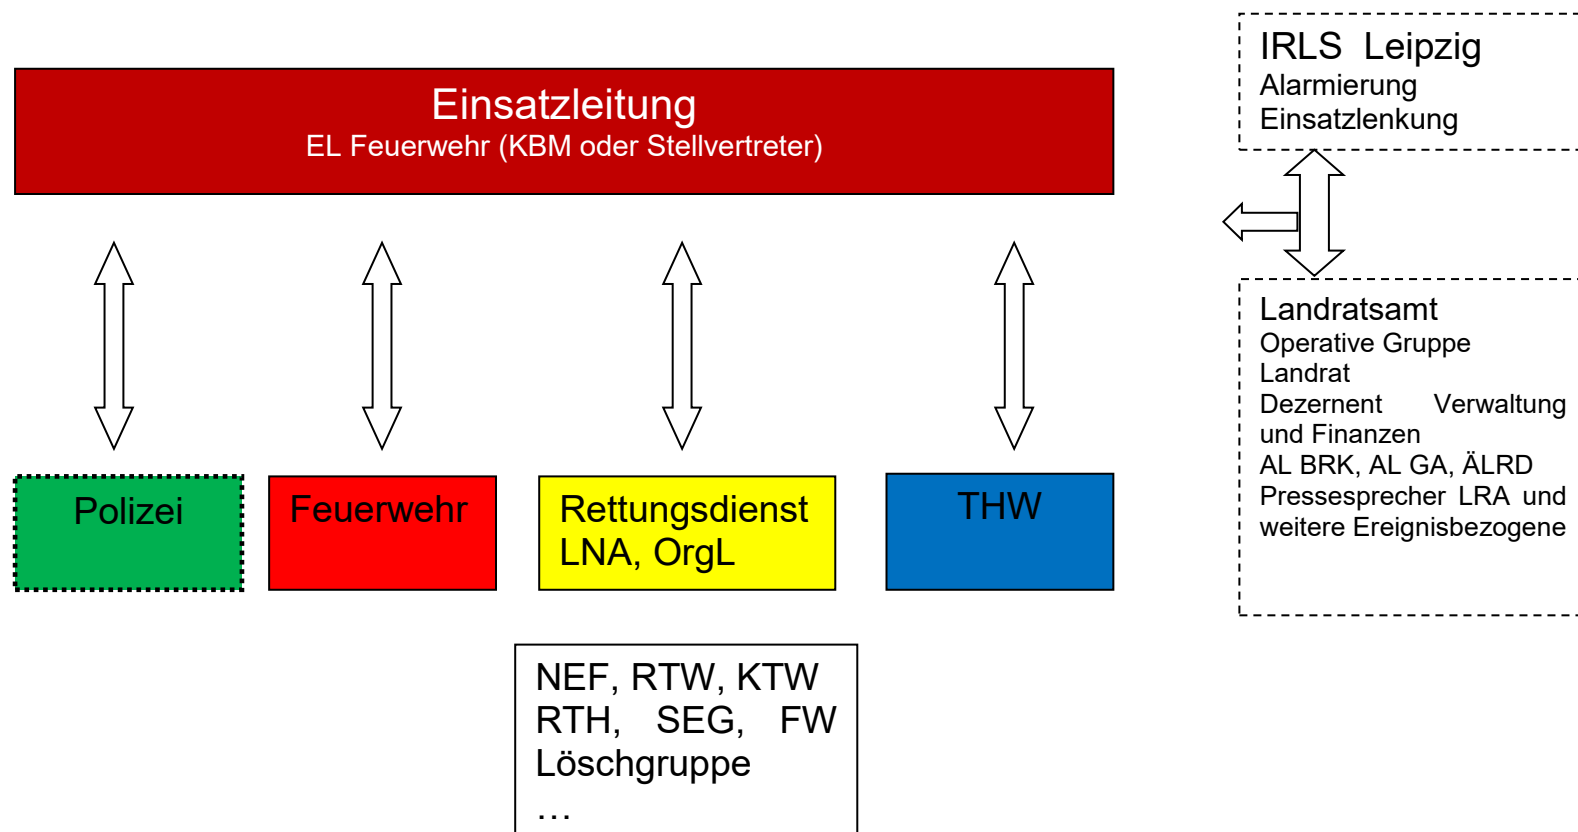 Einsatzleitung
EL Feuerwehr (KBM oder Stellvertreter)
IRLS Leipzig
Alarmierung
Einsatzlenkung
Polizei
Feuerwehr
Rettungsdienst
LNA, OrgL
THW
Landratsamt
Operative Gruppe
Landrat
Dezernent Verwaltung
und Finanzen
AL BRK, AL GA, ÄLRD
Pressesprecher LRA und
weitere Ereignisbezogene
NEF, RTW, KTW
RTH, SEG, FW
Löschgruppe
…